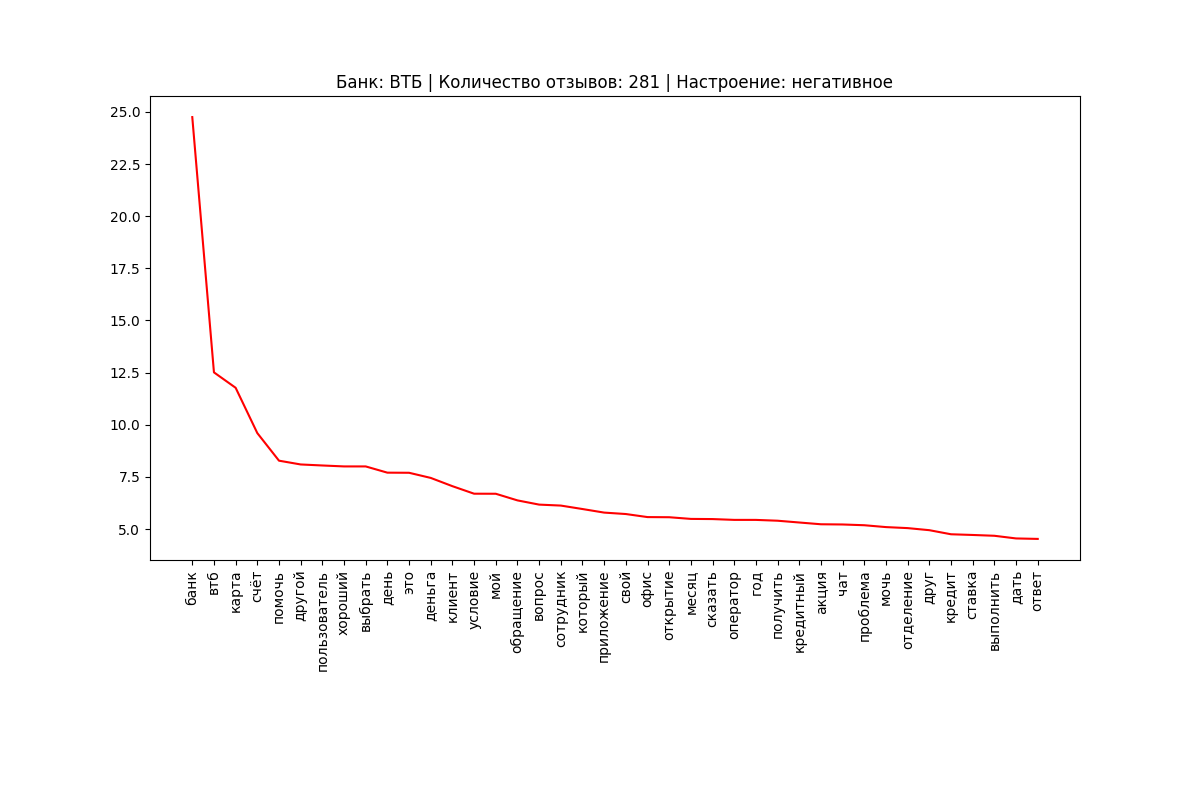 Банк: ВТБ | Количество отзывов: 281 | Настроение: негативное
25.0
22.5
20.0
17.5
15.0
12.5
10.0
7.5
5.0
банк
втб
карта
счёт
помочь
другой
пользователь
хороший
выбрать
день
это
деньга
клиент
условие
мой
обращение
вопрос
сотрудник
который
приложение
свой
офис
открытие
месяц
сказать
оператор
год
получить
кредитный
акция
чат
проблема
мочь
отделение
друг
кредит
ставка
выполнить
дать
ответ